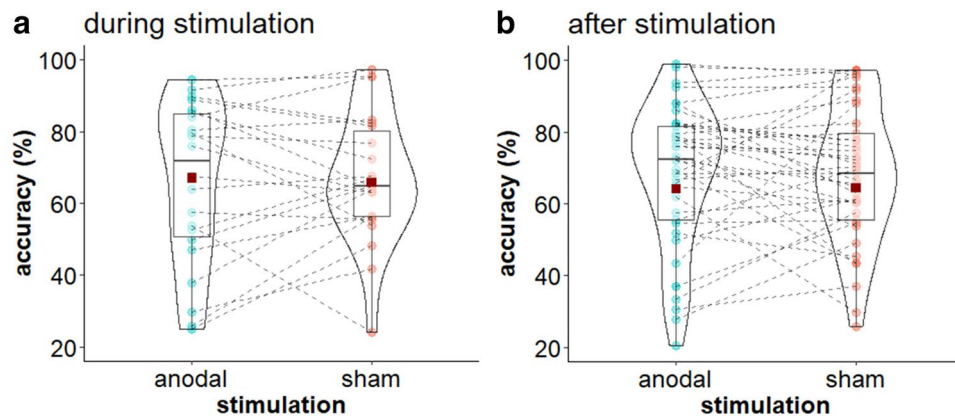 a during stimulation
accuracy (%)
100
80
60
40
20
anodal sham
stimulation
b after stimulation
accuracy (%)
100
80
60
40
20
anodal sham
stimulation